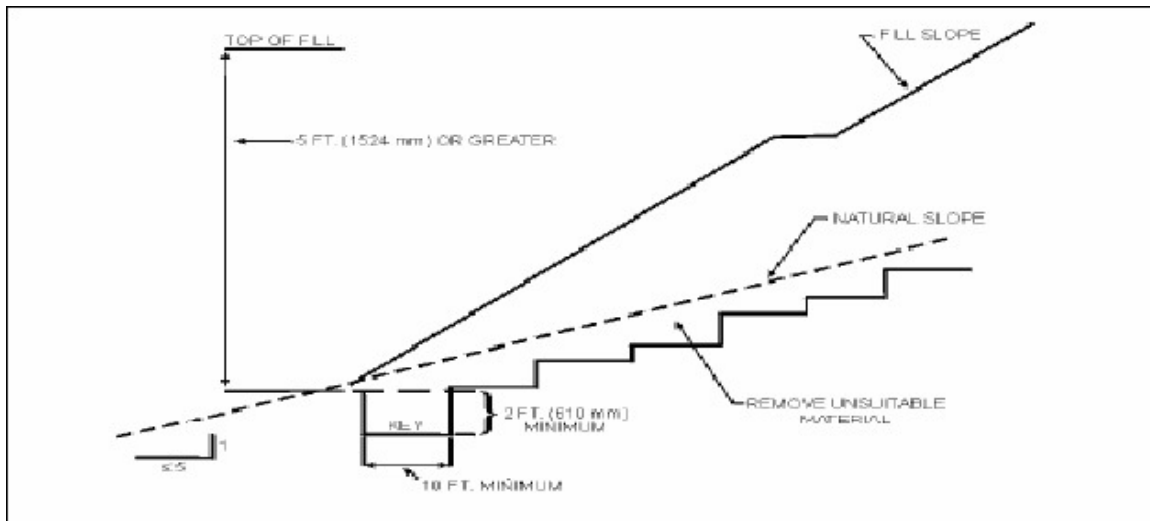 TOP OF FILL
FILL SLOPE
5 FT. (1524 mm) OR GREATER
NATURAL SLOPE
REMOVE UNSUITABLE
MATERIAL
KEY
2 FT. (610 mm)
MINIMUM
1
≤5
10 FT. MINIMUM